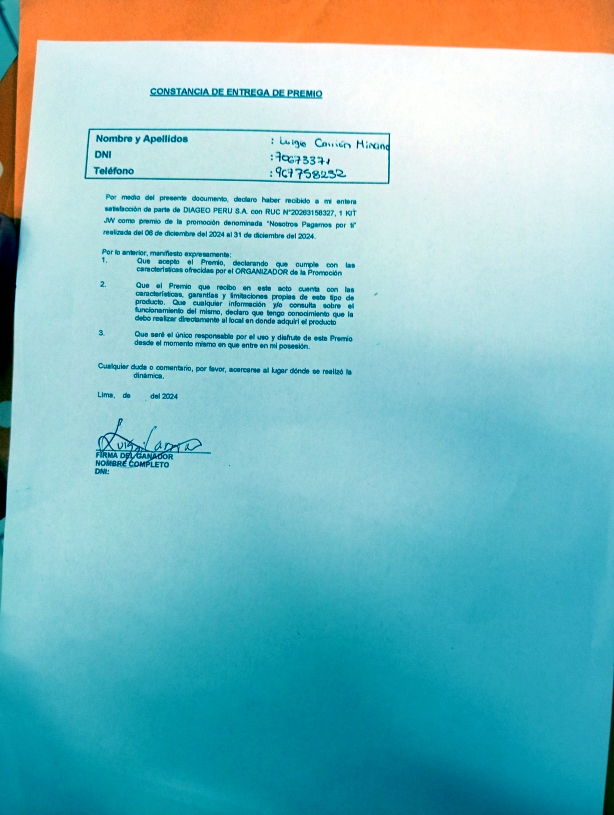 CONSTANCIA DE ENTREGA DE PREMIO
Nombre y Apellidos : Luigio Carrión
DNI : 70673371
Teléfono : 967758232
Por medio del presente documento, declaro haber recibido a mi entera
satisfacción de parte de DIAGEO PERU S.A. con RUC N°20263158327, 1 KIT
JW como premio de la promoción denominada "Nosotros Pagamos por ti"
realizada del 08 de diciembre del 2024 al 31 de diciembre del 2024.
Por lo anterior, manifiesto expresamente:
1. Que acepto el Premio, declarando que cumple con las
características ofrecidas por el ORGANIZADOR de la Promoción
2. Que el Premio que recibo en este acto cuenta con las
características, garantías y limitaciones propias de este tipo de
producto. Que cualquier información y/o consulta sobre el
funcionamiento del mismo, declaro que tengo conocimiento que la
debo realizar directamente al local en donde adquirí el producto
3. Que seré el único responsable por el uso y disfrute de este Premio
desde el momento mismo en que entre en mi posesión.
Cualquier duda o comentario, por favor, acercarse al lugar dónde se realizó la
dinámica.
Lima, de del 2024
FIRMA DEL GANADOR
NOMBRE COMPLETO
DNI: